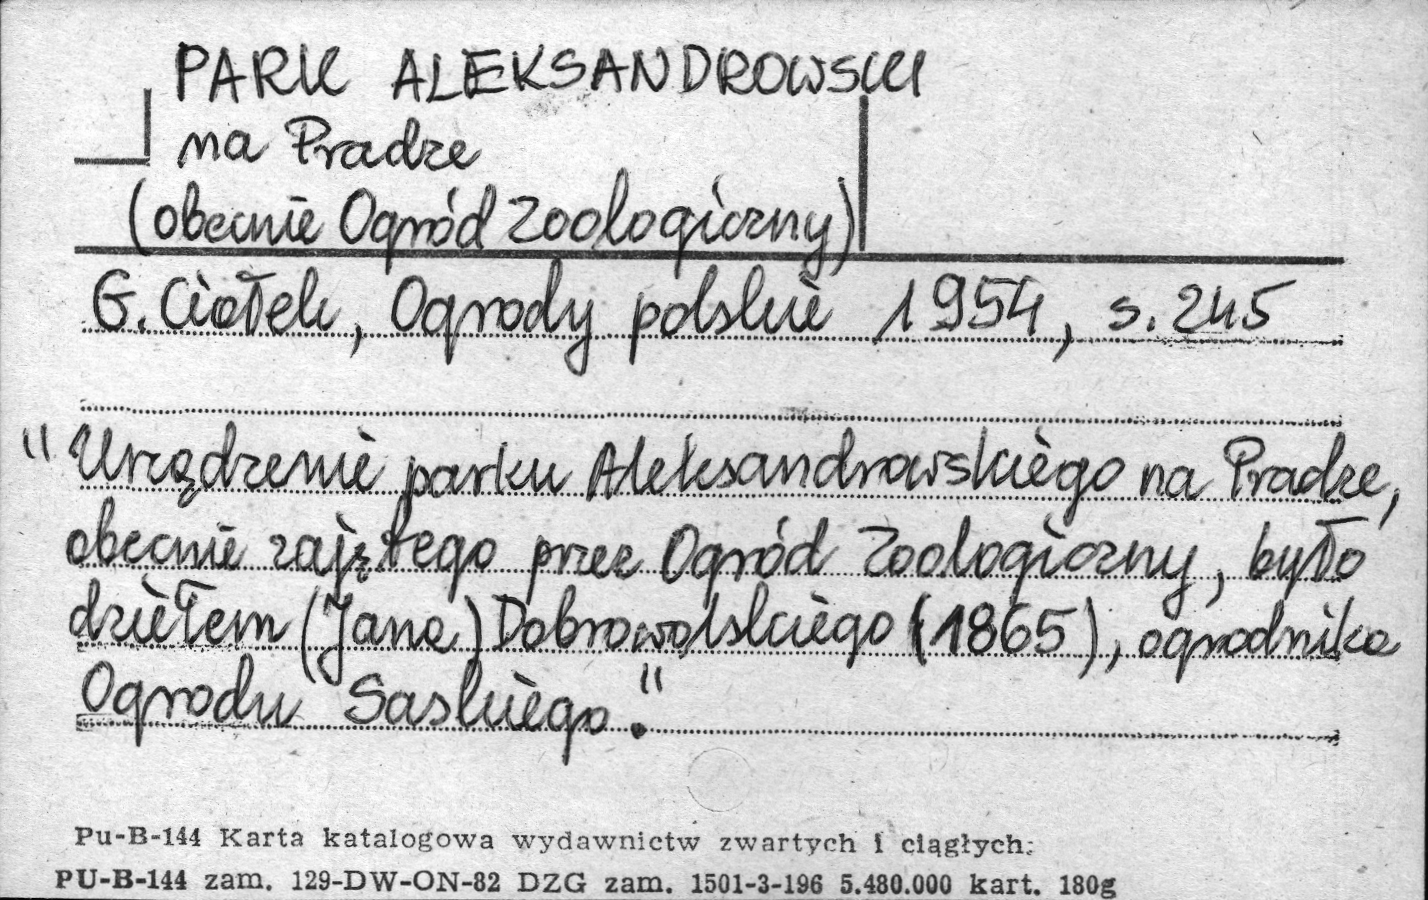 PARK ALEKSANDROWSKI
na Pradze
(obecnie Ogród Zoologiczny)
G. Ciołek, Ogrody polskie 1954, s. 245
"Urządzenie parku Aleksandrowskiego na Pradze,
obecnie zajętego przez Ogród Zoologiczny, było
dziełem (Jana) Dobrowolskiego (1865), ogrodnika
Ogrodu Saskiego."
Pu-B-144 Karta katalogowa wydawnictw zwartych i ciągłych:
PU-B-144 zam. 129-DW-ON-82 DZG zam. 1501-3-196 5.480.000 kart. 180g